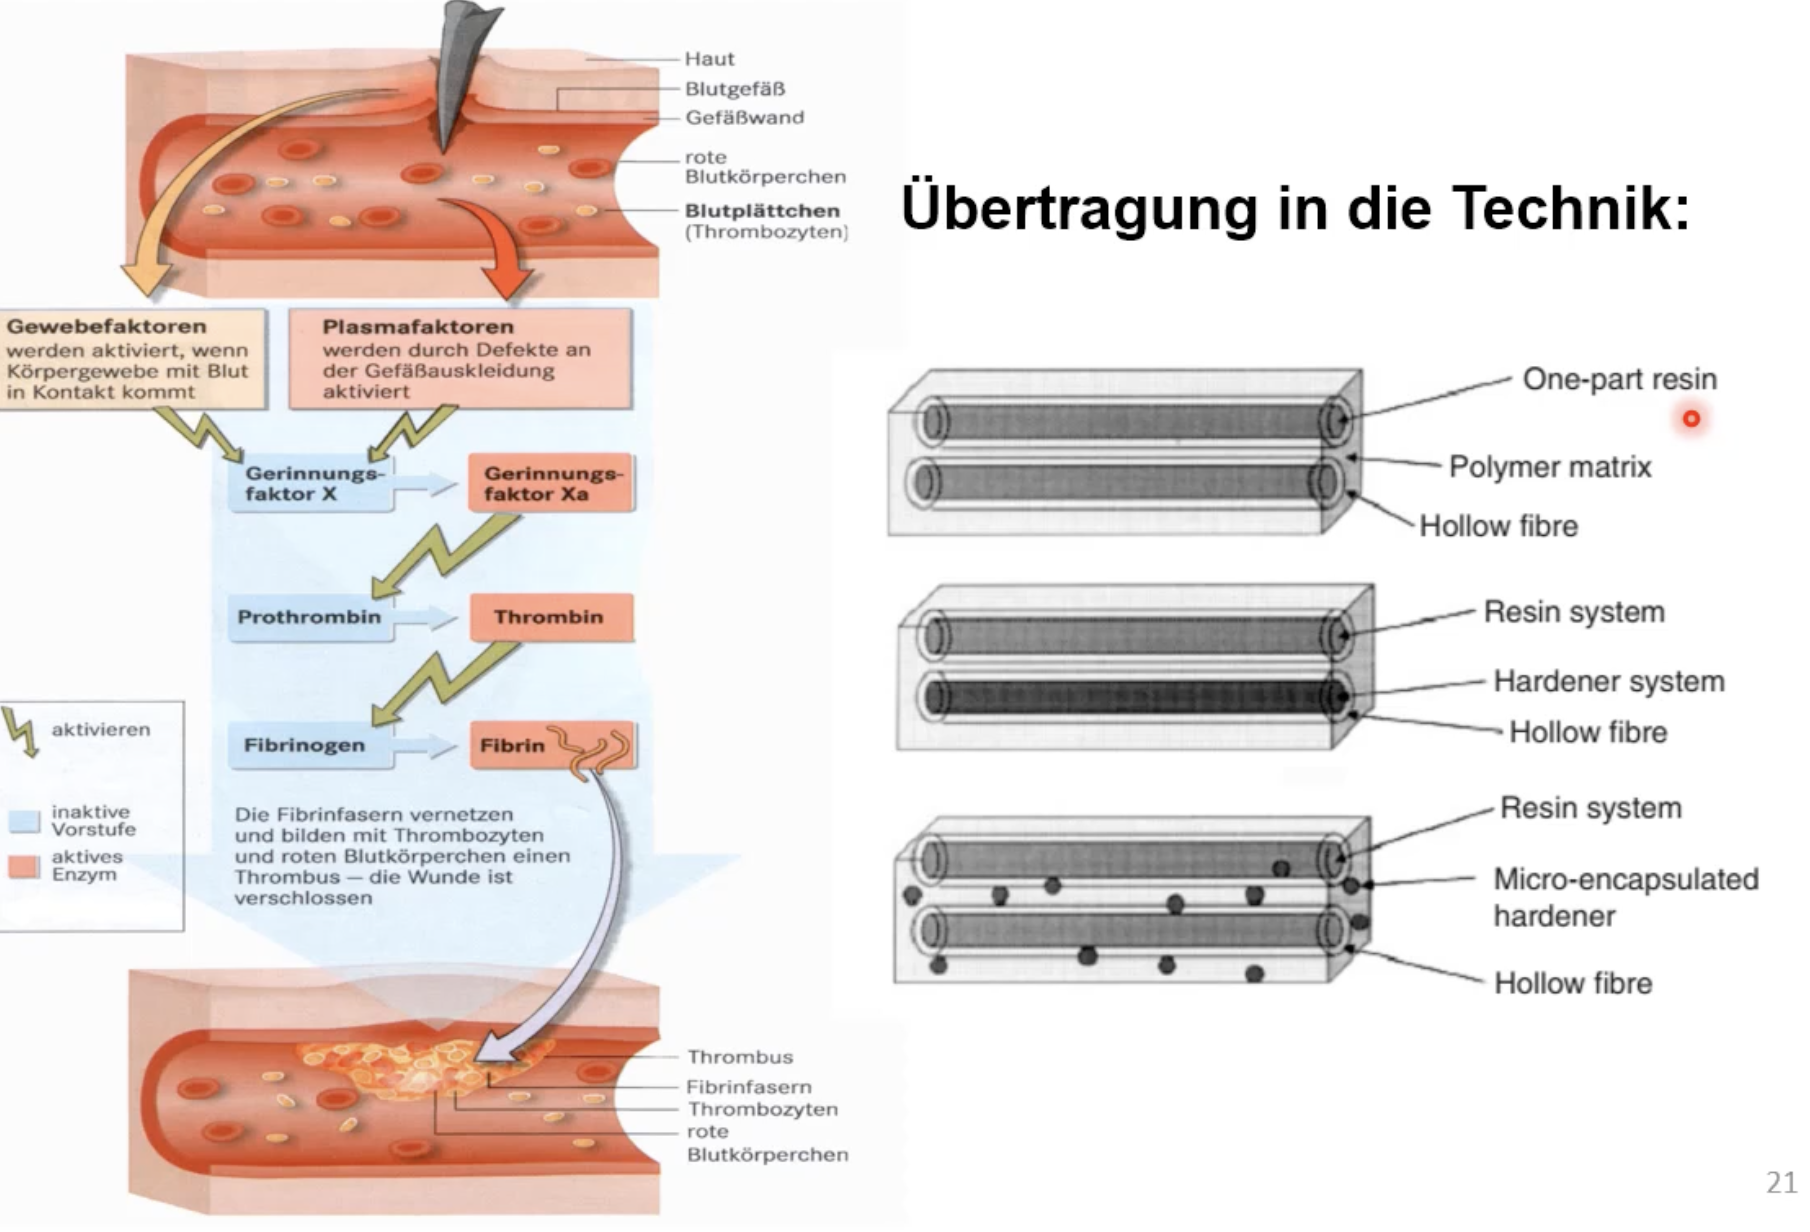 Haut
Blutgefäß
Gefäßwand
rote
Blutkörperchen
Blutplättchen
(Thrombozyten)
Gewebefaktoren
werden aktiviert, wenn
Körpergewebe mit Blut
in Kontakt kommt
Plasmafaktoren
werden durch Defekte an
der Gefäßauskleidung
aktiviert
Gerinnungs-
faktor X
Gerinnungs-
faktor Xa
Prothrombin
Thrombin
Fibrinogen
Fibrin
aktivieren
inaktive
Vorstufe
aktives
Enzym
Die Fibrinfasern vernetzen
und bilden mit Thrombozyten
und roten Blutkörperchen einen
Thrombus — die Wunde ist
verschlossen
Thrombus
Fibrinfasern
Thrombozyten
rote
Blutkörperchen
Übertragung in die Technik:
One-part resin
Polymer matrix
Hollow fibre
Resin system
Hardener system
Hollow fibre
Resin system
Micro-encapsulated
hardener
Hollow fibre
21